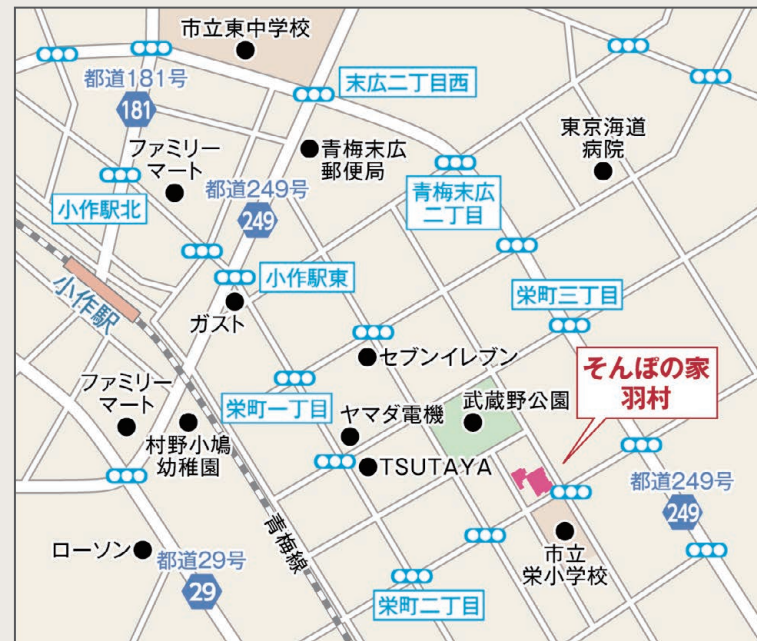 市立東中学校
都道181号
181
末広二丁目西
ファミリー
マート
青梅末広
郵便局
東京海道
病院
都道249号
249
小作駅北
青梅末広
二丁目
小作駅
小作駅東
栄町三丁目
ガスト
セブンイレブン
そんぽの家
羽村
ファミリー
マート
栄町一丁目
武蔵野公園
村野小鳩
幼稚園
ヤマダ電機
TSUTAYA
都道249号
249
青梅線
ローソン
都道29号
29
市立
栄小学校
栄町二丁目